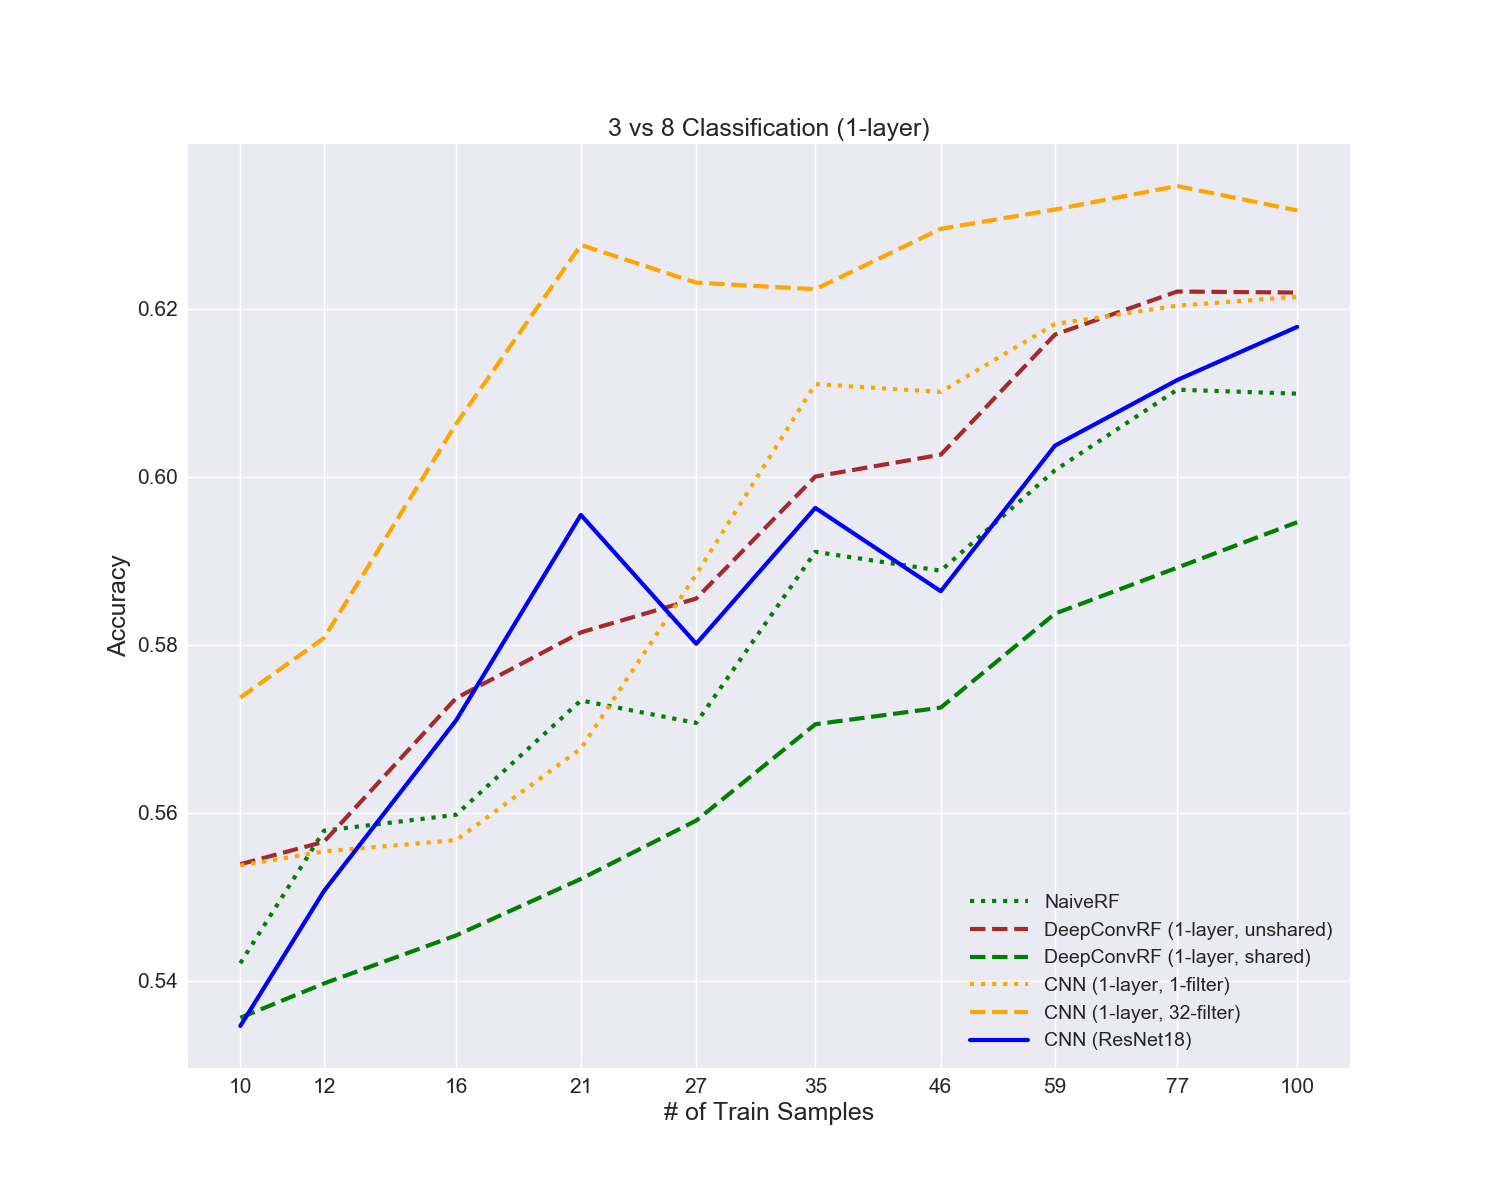 3 vs 8 Classification (1-layer)
Accuracy
0.62
0.60
0.58
0.56
0.54
NaiveRF
DeepConvRF (1-layer, unshared)
DeepConvRF (1-layer, shared)
CNN (1-layer, 1-filter)
CNN (1-layer, 32-filter)
CNN (ResNet18)
10 12 16 21 27 35 46 59 77 100
# of Train Samples